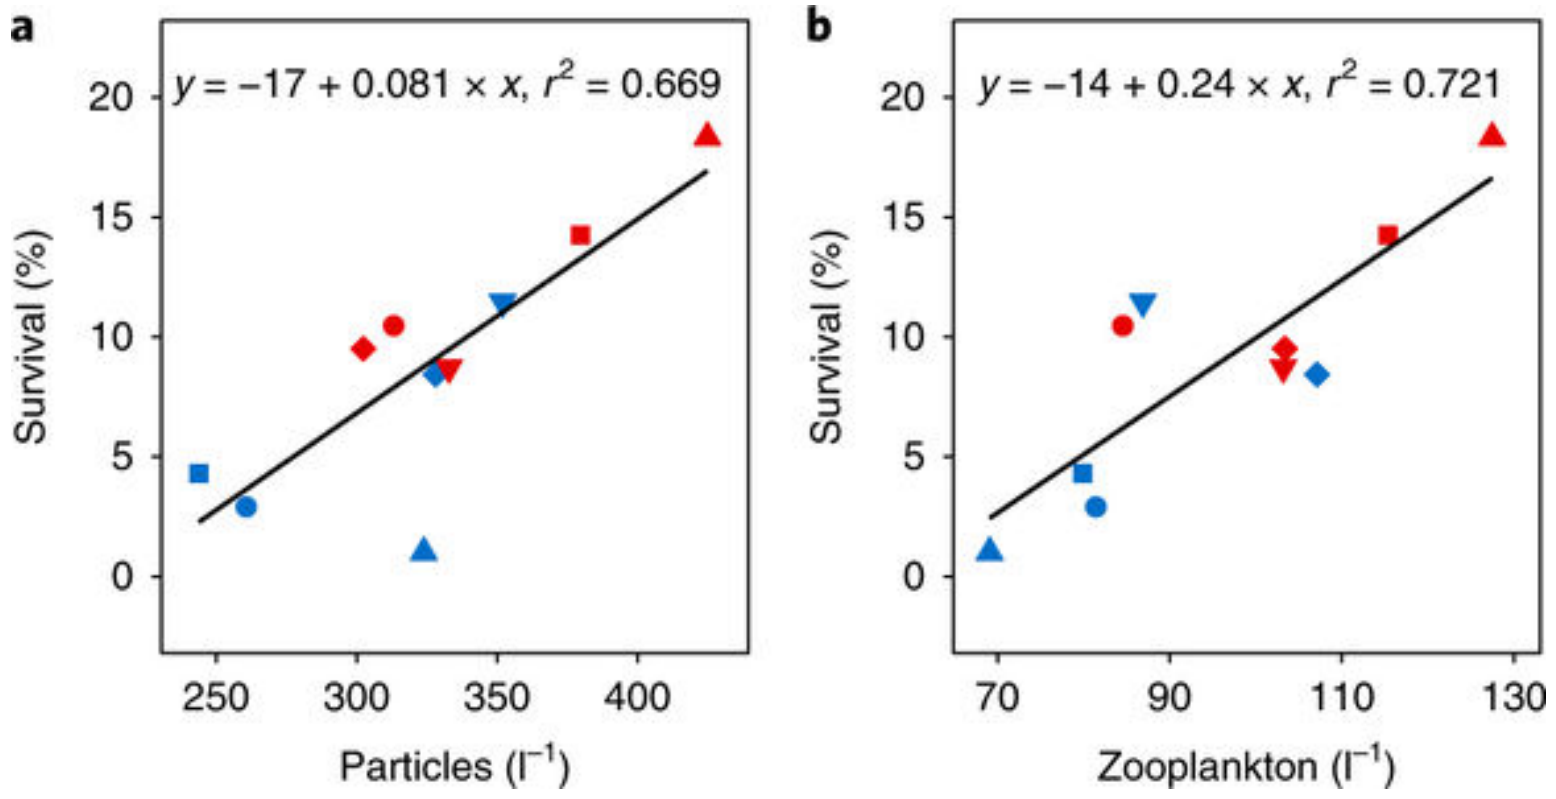 a
y = −17 + 0.081 × x, r² = 0.669
20
15
10
5
0
Survival (%)
250 300 350 400
Particles (l⁻¹)
b
y = −14 + 0.24 × x, r² = 0.721
20
15
10
5
0
Survival (%)
70 90 110 130
Zooplankton (l⁻¹)